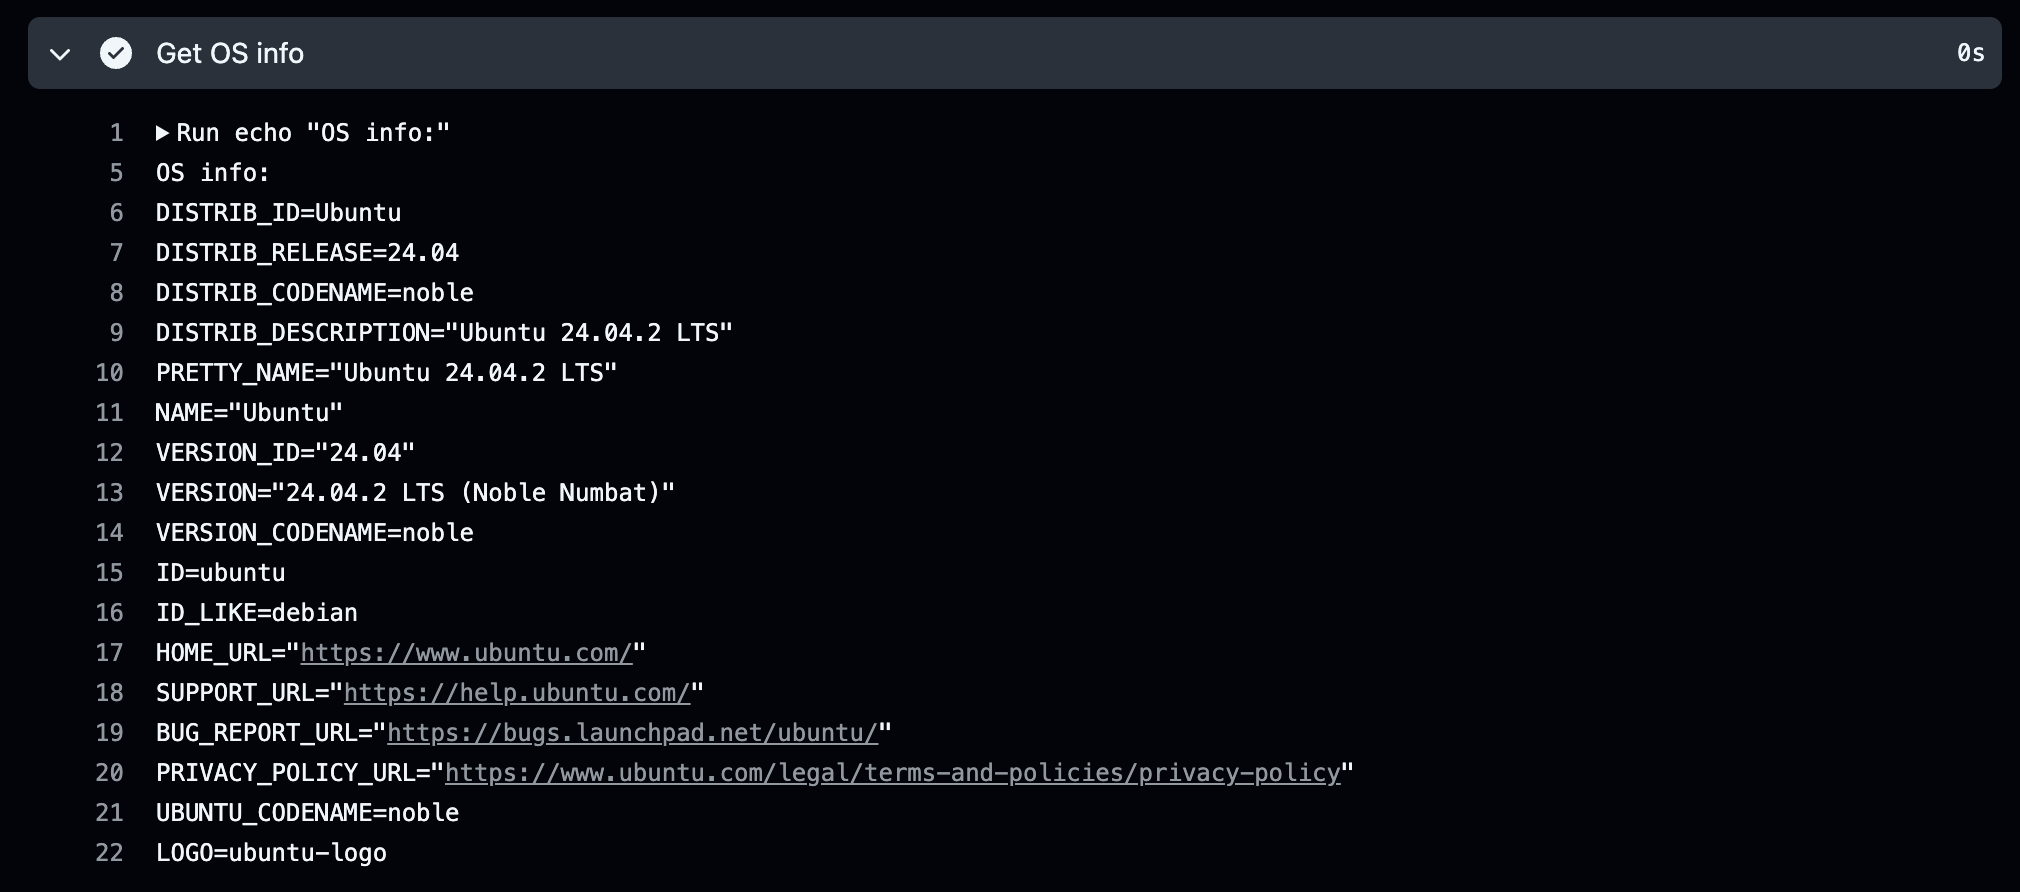 Get OS info
0s
1 Run echo "OS info:"
5 OS info:
6 DISTRIB_ID=Ubuntu
7 DISTRIB_RELEASE=24.04
8 DISTRIB_CODENAME=noble
9 DISTRIB_DESCRIPTION="Ubuntu 24.04.2 LTS"
10 PRETTY_NAME="Ubuntu 24.04.2 LTS"
11 NAME="Ubuntu"
12 VERSION_ID="24.04"
13 VERSION="24.04.2 LTS (Noble Numbat)"
14 VERSION_CODENAME=noble
15 ID=ubuntu
16 ID_LIKE=debian
17 HOME_URL="https://www.ubuntu.com/"
18 SUPPORT_URL="https://help.ubuntu.com/"
19 BUG_REPORT_URL="https://bugs.launchpad.net/ubuntu/"
20 PRIVACY_POLICY_URL="https://www.ubuntu.com/legal/terms-and-policies/privacy-policy"
21 UBUNTU_CODENAME=noble
22 LOGO=ubuntu-logo